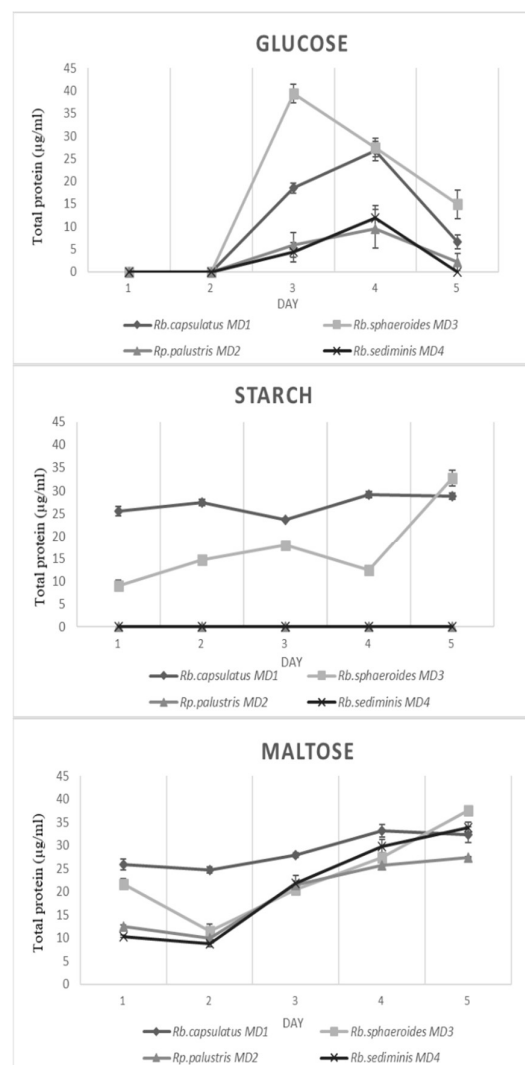 GLUCOSE
Total protein (µg/ml)
45
40
35
30
25
20
15
10
5
0
1 2 3 4 5
DAY
Rb.capsulatus MD1 Rb.sphaeroides MD3
Rp.palustris MD2 Rb.sediminis MD4
STARCH
Total protein (µg/ml)
45
40
35
30
25
20
15
10
5
0
1 2 3 4 5
DAY
Rb.capsulatus MD1 Rb.sphaeroides MD3
Rp.palustris MD2 Rb.sediminis MD4
MALTOSE
Total protein (µg/ml)
45
40
35
30
25
20
15
10
5
0
1 2 3 4 5
DAY
Rb.capsulatus MD1 Rb.sphaeroides MD3
Rp.palustris MD2 Rb.sediminis MD4